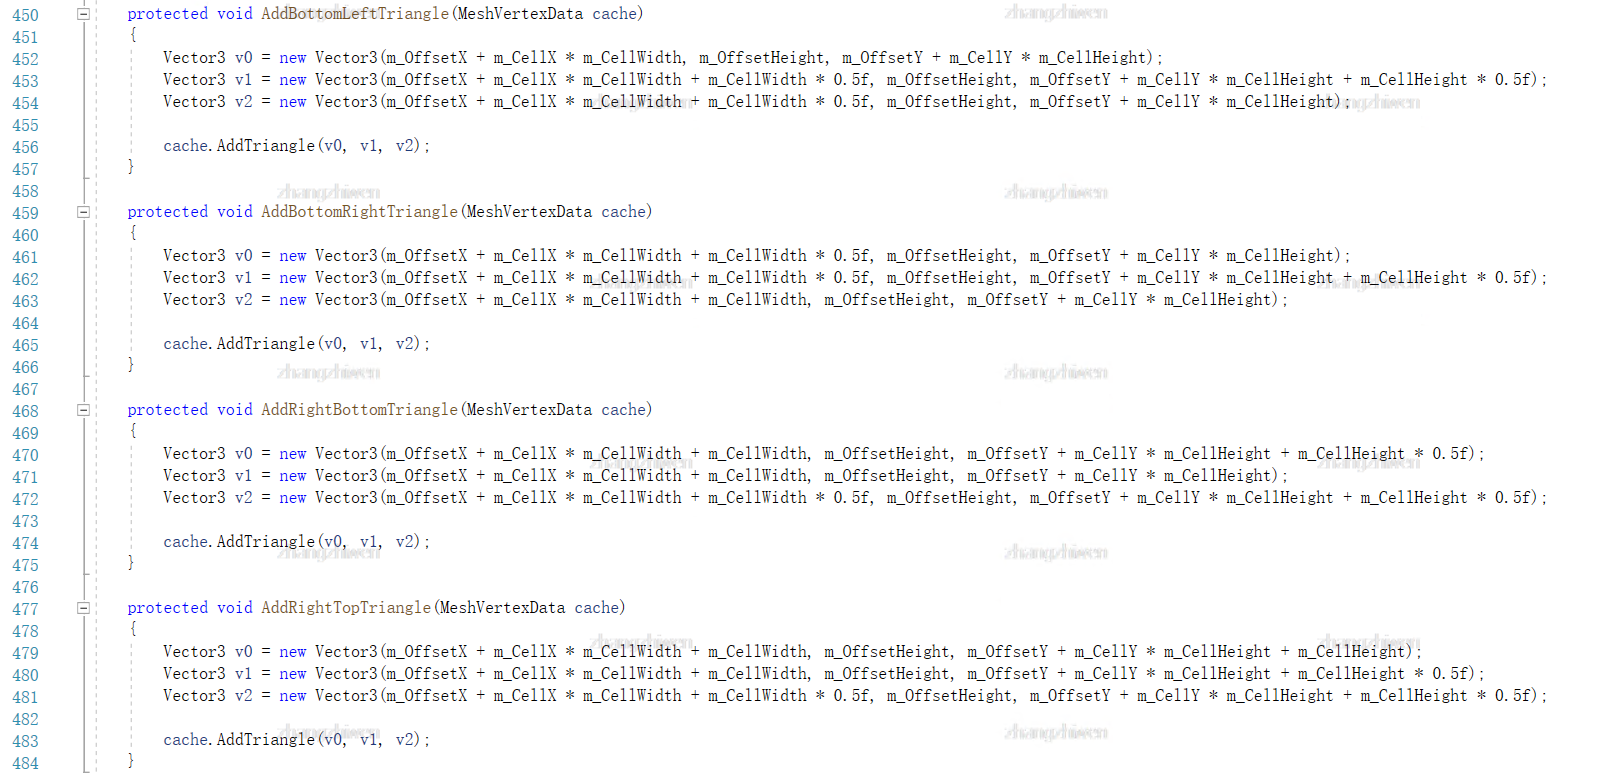 450 protected void AddBottomLeftTriangle(MeshVertexData cache)
451 {
452 Vector3 v0 = new Vector3(m_OffsetX + m_CellX * m_CellWidth, m_OffsetHeight, m_OffsetY + m_CellY * m_CellHeight);
453 Vector3 v1 = new Vector3(m_OffsetX + m_CellX * m_CellWidth + m_CellWidth * 0.5f, m_OffsetHeight, m_OffsetY + m_CellY * m_CellHeight + m_CellHeight * 0.5f);
454 Vector3 v2 = new Vector3(m_OffsetX + m_CellX * m_CellWidth + m_CellWidth * 0.5f, m_OffsetHeight, m_OffsetY + m_CellY * m_CellHeight);
455
456 cache.AddTriangle(v0, v1, v2);
457 }
458
459 protected void AddBottomRightTriangle(MeshVertexData cache)
460 {
461 Vector3 v0 = new Vector3(m_OffsetX + m_CellX * m_CellWidth + m_CellWidth * 0.5f, m_OffsetHeight, m_OffsetY + m_CellY * m_CellHeight);
462 Vector3 v1 = new Vector3(m_OffsetX + m_CellX * m_CellWidth + m_CellWidth * 0.5f, m_OffsetHeight, m_OffsetY + m_CellY * m_CellHeight + m_CellHeight * 0.5f);
463 Vector3 v2 = new Vector3(m_OffsetX + m_CellX * m_CellWidth + m_CellWidth, m_OffsetHeight, m_OffsetY + m_CellY * m_CellHeight);
464
465 cache.AddTriangle(v0, v1, v2);
466 }
467
468 protected void AddRightBottomTriangle(MeshVertexData cache)
469 {
470 Vector3 v0 = new Vector3(m_OffsetX + m_CellX * m_CellWidth + m_CellWidth, m_OffsetHeight, m_OffsetY + m_CellY * m_CellHeight + m_CellHeight * 0.5f);
471 Vector3 v1 = new Vector3(m_OffsetX + m_CellX * m_CellWidth + m_CellWidth, m_OffsetHeight, m_OffsetY + m_CellY * m_CellHeight);
472 Vector3 v2 = new Vector3(m_OffsetX + m_CellX * m_CellWidth + m_CellWidth * 0.5f, m_OffsetHeight, m_OffsetY + m_CellY * m_CellHeight + m_CellHeight * 0.5f);
473
474 cache.AddTriangle(v0, v1, v2);
475 }
476
477 protected void AddRightTopTriangle(MeshVertexData cache)
478 {
479 Vector3 v0 = new Vector3(m_OffsetX + m_CellX * m_CellWidth + m_CellWidth, m_OffsetHeight, m_OffsetY + m_CellY * m_CellHeight + m_CellHeight);
480 Vector3 v1 = new Vector3(m_OffsetX + m_CellX * m_CellWidth + m_CellWidth, m_OffsetHeight, m_OffsetY + m_CellY * m_CellHeight + m_CellHeight * 0.5f);
481 Vector3 v2 = new Vector3(m_OffsetX + m_CellX * m_CellWidth + m_CellWidth * 0.5f, m_OffsetHeight, m_OffsetY + m_CellY * m_CellHeight + m_CellHeight * 0.5f);
482
483 cache.AddTriangle(v0, v1, v2);
484 }